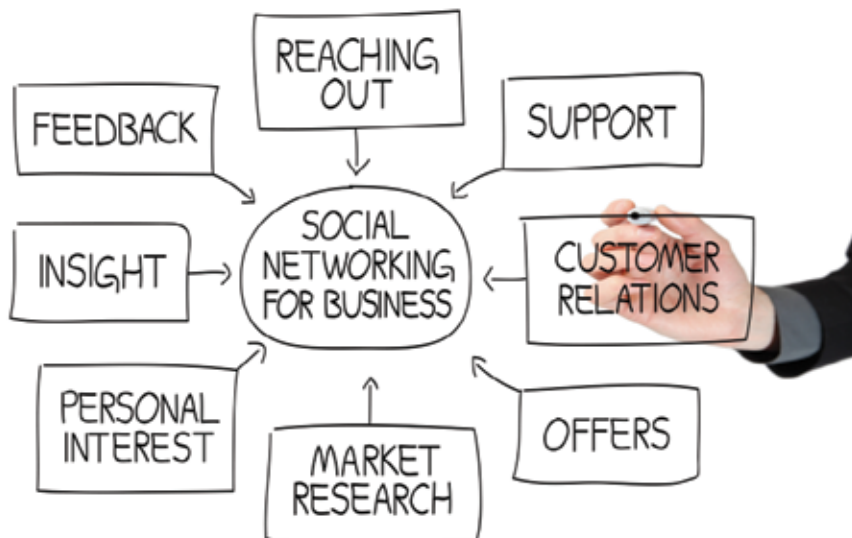 REACHING
OUT
FEEDBACK
SUPPORT
SOCIAL
NETWORKING
FOR BUSINESS
INSIGHT
CUSTOMER
RELATIONS
PERSONAL
INTEREST
MARKET
RESEARCH
OFFERS